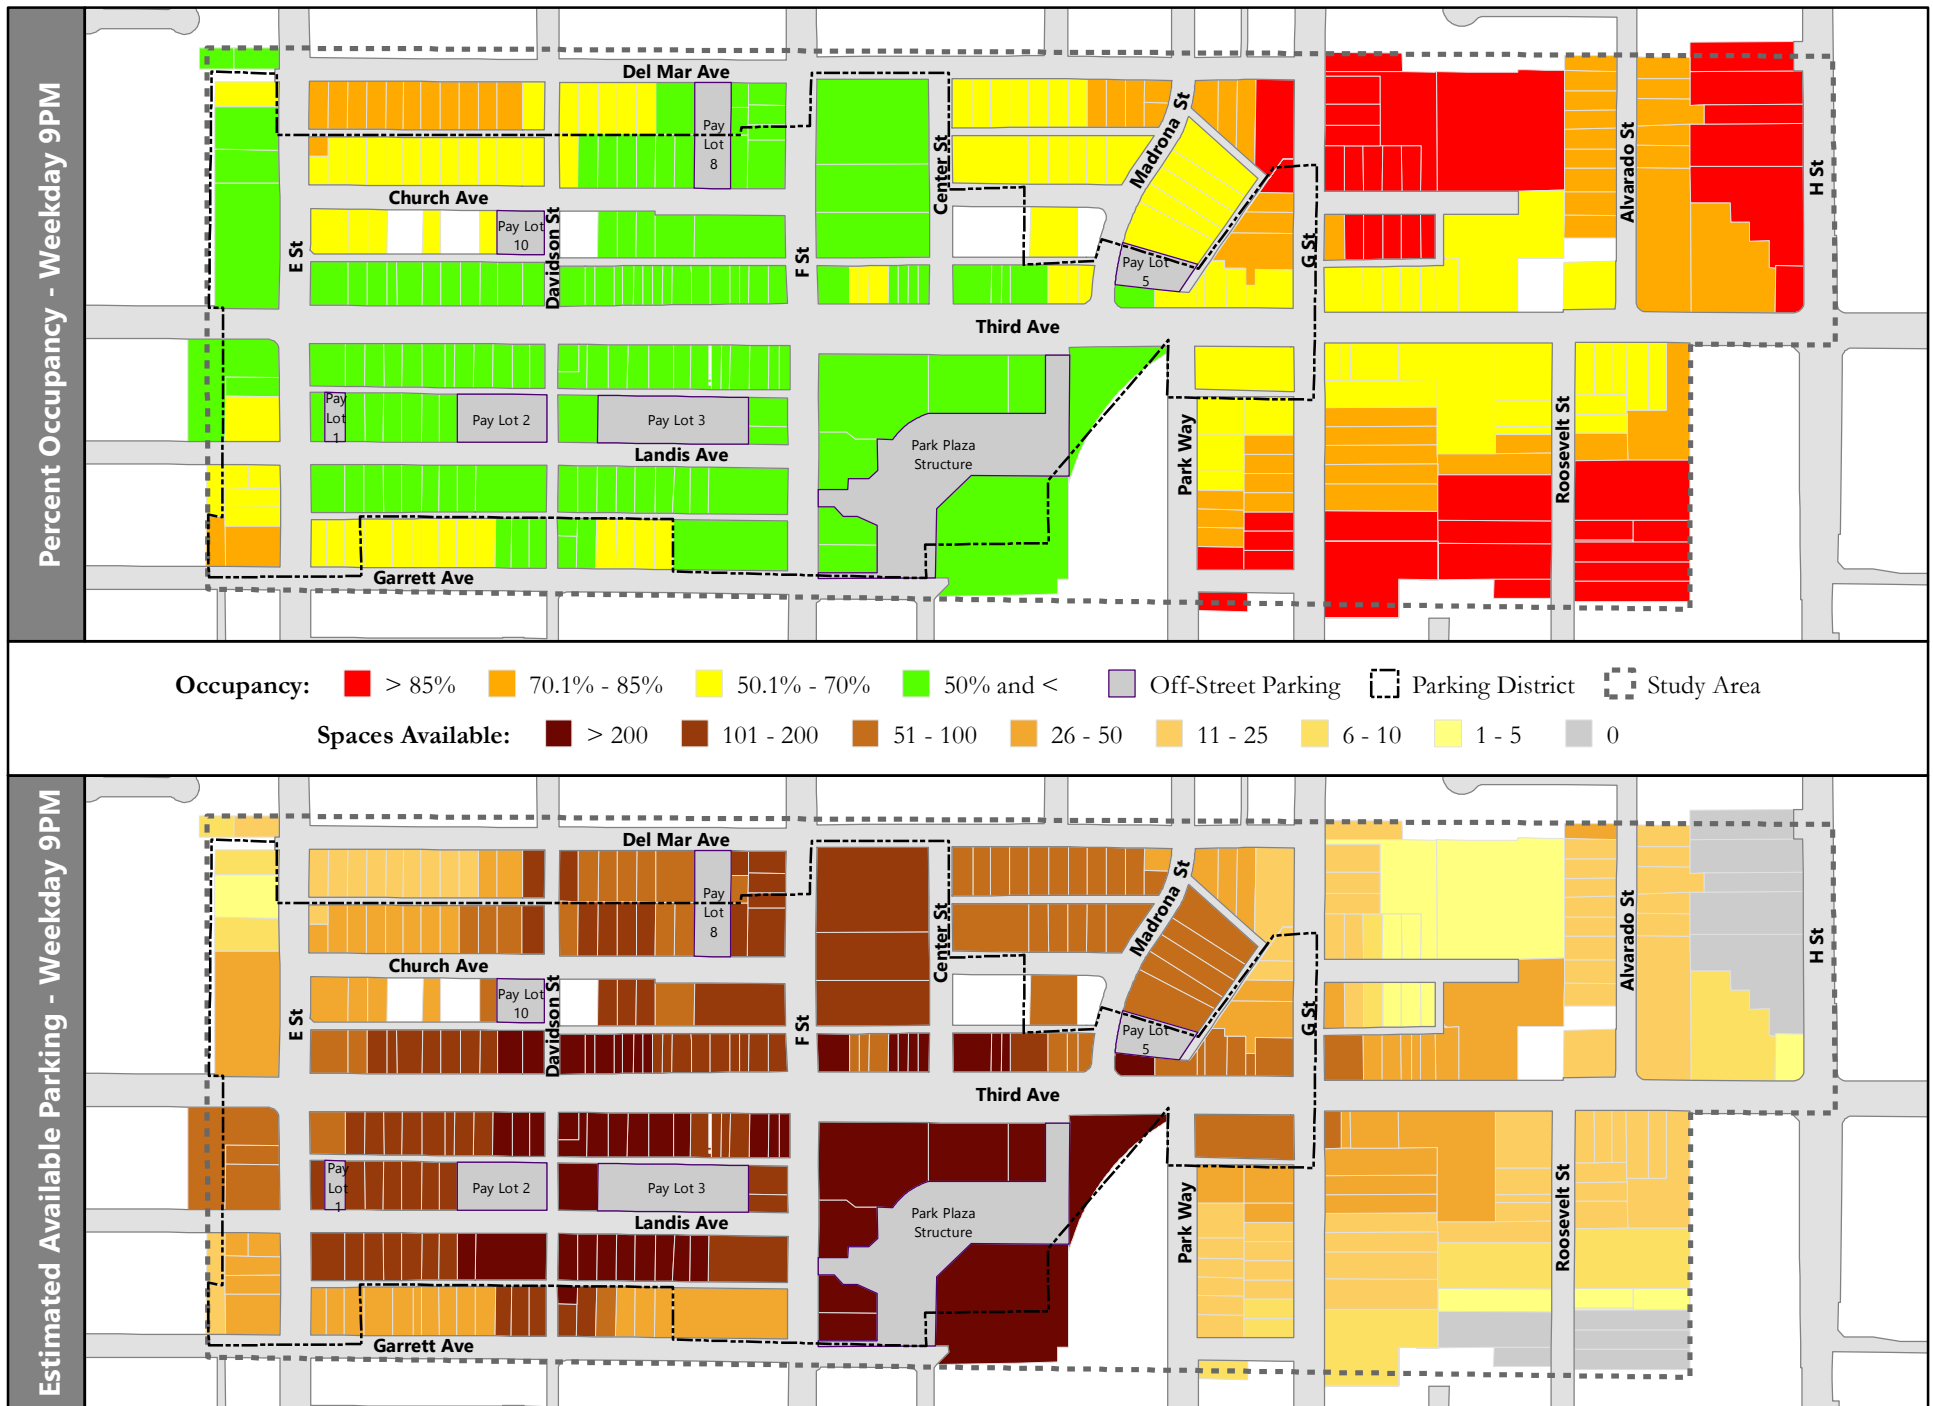 Percent Occupancy - Weekday 9PM
Del Mar Ave
Pay
Lot
8
Church Ave
Pay Lot
10
Davidson St
E St
F St
Center St
Madrona St
Pay Lot
5
G St
Alvarado St
H St
Third Ave
Pay
Lot
1
Pay Lot 2
Pay Lot 3
Landis Ave
Park Plaza
Structure
Park Way
Roosevelt St
Garrett Ave
Occupancy: > 85% 70.1% - 85% 50.1% - 70% 50% and < Off-Street Parking Parking District Study Area
Spaces Available: > 200 101 - 200 51 - 100 26 - 50 11 - 25 6 - 10 1 - 5 0
Estimated Available Parking - Weekday 9PM
Del Mar Ave
Pay
Lot
8
Church Ave
Pay Lot
10
Davidson St
E St
F St
Center St
Madrona St
Pay Lot
5
G St
Alvarado St
H St
Third Ave
Pay
Lot
1
Pay Lot 2
Pay Lot 3
Landis Ave
Park Plaza
Structure
Park Way
Roosevelt St
Garrett Ave